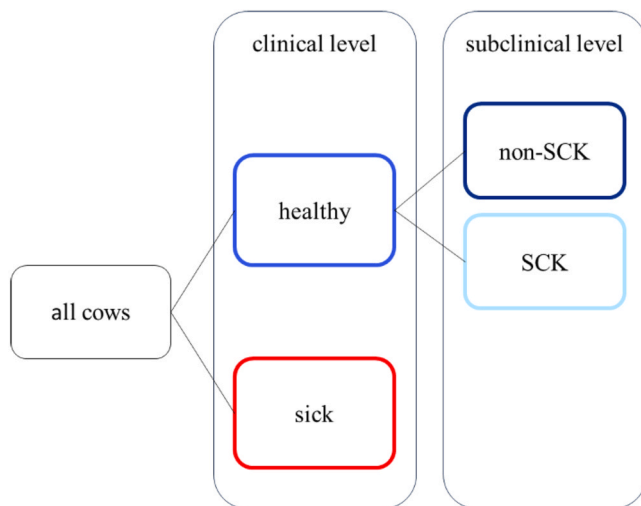 clinical level
subclinical level
non-SCK
healthy
SCK
all cows
sick